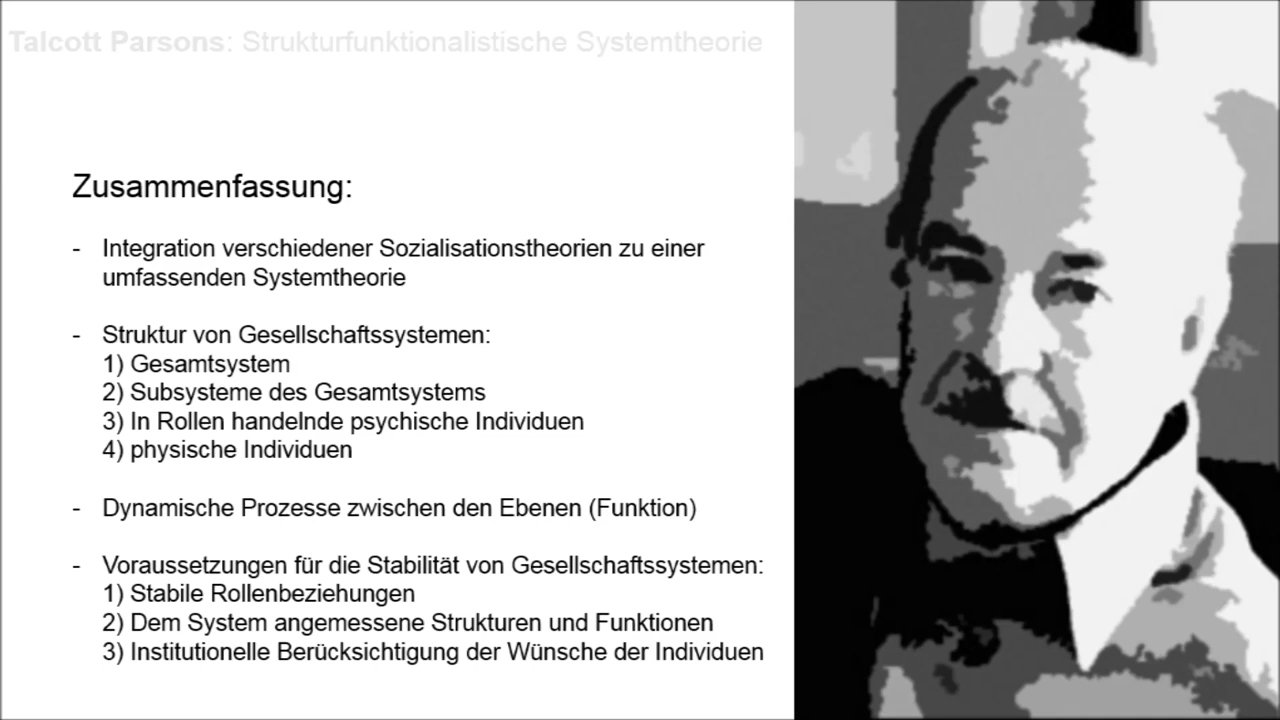 Talcott Parsons: Strukturfunktionalistische Systemtheorie
Zusammenfassung:
- Integration verschiedener Sozialisationstheorien zu einer
umfassenden Systemtheorie
- Struktur von Gesellschaftssystemen:
1) Gesamtsystem
2) Subsysteme des Gesamtsystems
3) In Rollen handelnde psychische Individuen
4) physische Individuen
- Dynamische Prozesse zwischen den Ebenen (Funktion)
- Voraussetzungen für die Stabilität von Gesellschaftssystemen:
1) Stabile Rollenbeziehungen
2) Dem System angemessene Strukturen und Funktionen
3) Institutionelle Berücksichtigung der Wünsche der Individuen